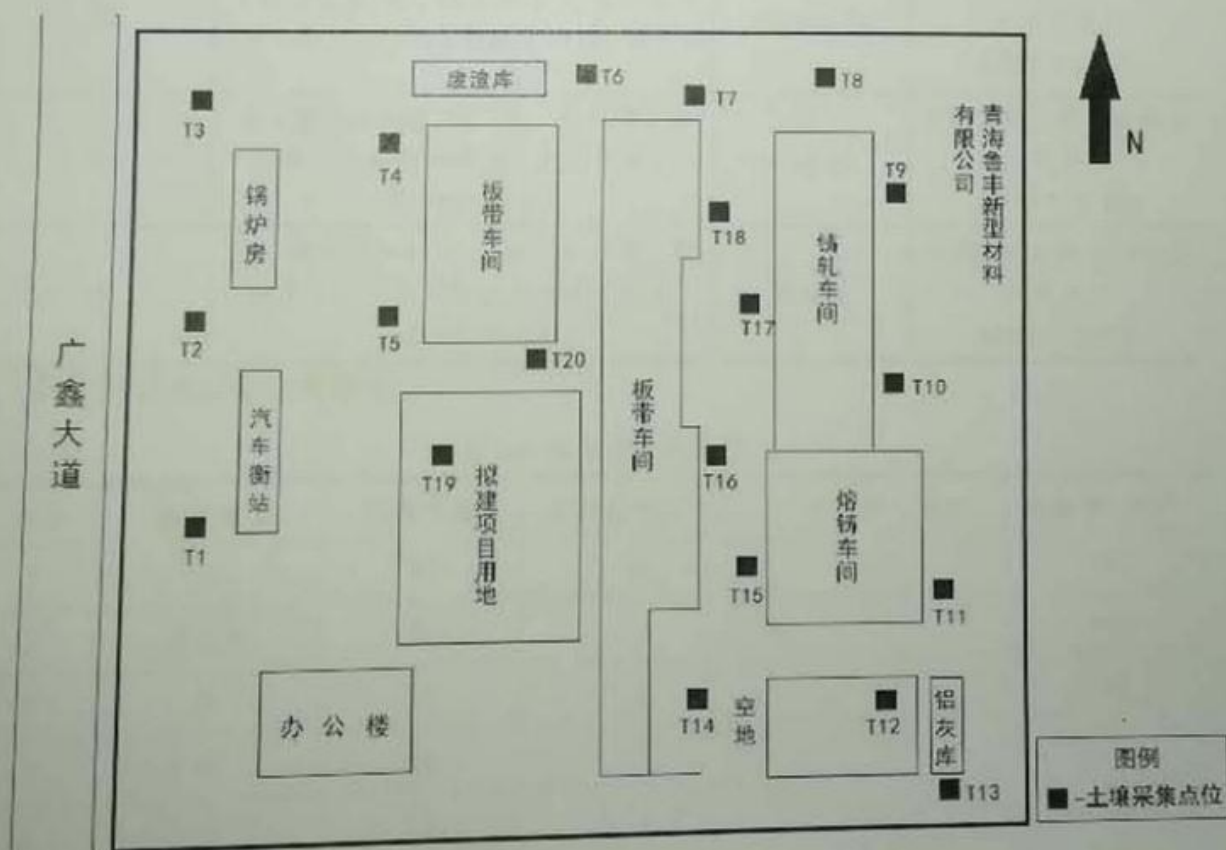 废渣库
T6
T8
T7
T3
T4
青海鲁丰新型材料
有限公司
N
T9
锅炉房
板带车间
T18
铸轧车间
T17
T2
T5
T20
T10
广鑫大道
汽车衡站
板带车间
T19
拟建项目用地
T16
熔铸车间
T1
T15
T11
办公楼
T14
空地
T12
铝灰库
T13
图例
-土壤采集点位